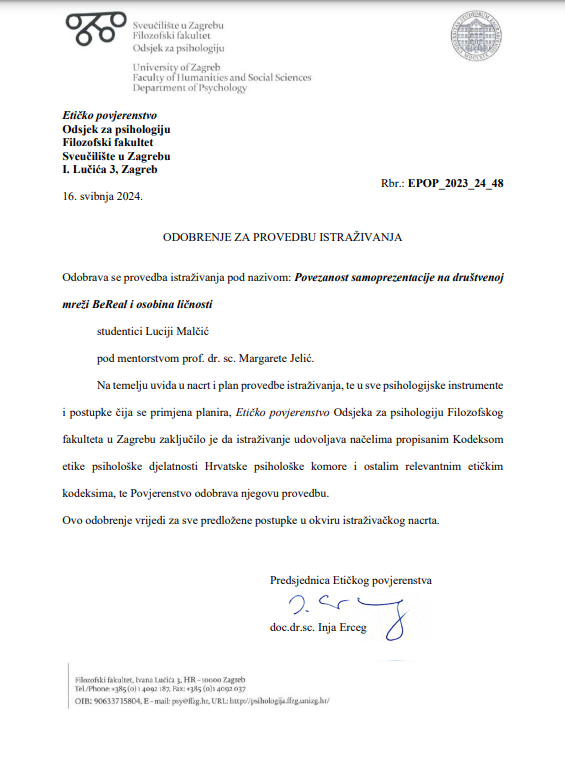 Sveučilište u Zagrebu
Filozofski fakultet
Odsjek za psihologiju
University of Zagreb
Faculty of Humanities and Social Sciences
Department of Psychology
Etičko povjerenstvo
Odsjek za psihologiju
Filozofski fakultet
Sveučilište u Zagrebu
I. Lučića 3, Zagreb
Rbr.: EPOP_2023_24_48
16. svibnja 2024.
ODOBRENJE ZA PROVEDBU ISTRAŽIVANJA
Odobrava se provedba istraživanja pod nazivom: Povezanost samoprezentacije na društvenoj
mreži BeReal i osobina ličnosti
studentici Luciji Malčić
pod mentorstvom prof. dr. sc. Margarete Jelić.
Na temelju uvida u nacrt i plan provedbe istraživanja, te u sve psihologijske instrumente
i postupke čija se primjena planira, Etičko povjerenstvo Odsjeka za psihologiju Filozofskog
fakulteta u Zagrebu zaključilo je da istraživanje udovoljava načelima propisanim Kodeksom
etike psihološke djelatnosti Hrvatske psihološke komore i ostalim relevantnim etičkim
kodeksima, te Povjerenstvo odobrava njegovu provedbu.
Ovo odobrenje vrijedi za sve predložene postupke u okviru istraživačkog nacrta.
Predsjednica Etičkog povjerenstva
doc.dr.sc. Inja Erceg
Filozofski fakultet, Ivana Lučića 3, HR – 10000 Zagreb
Tel./Phone: +385 (0) 1 4092 187, Fax: +385 (0)1 4092 037
OIB: 90633715804, E – mail: psy@ffzg.hr, URL: http://psihologija.ffzg.unizg.hr/